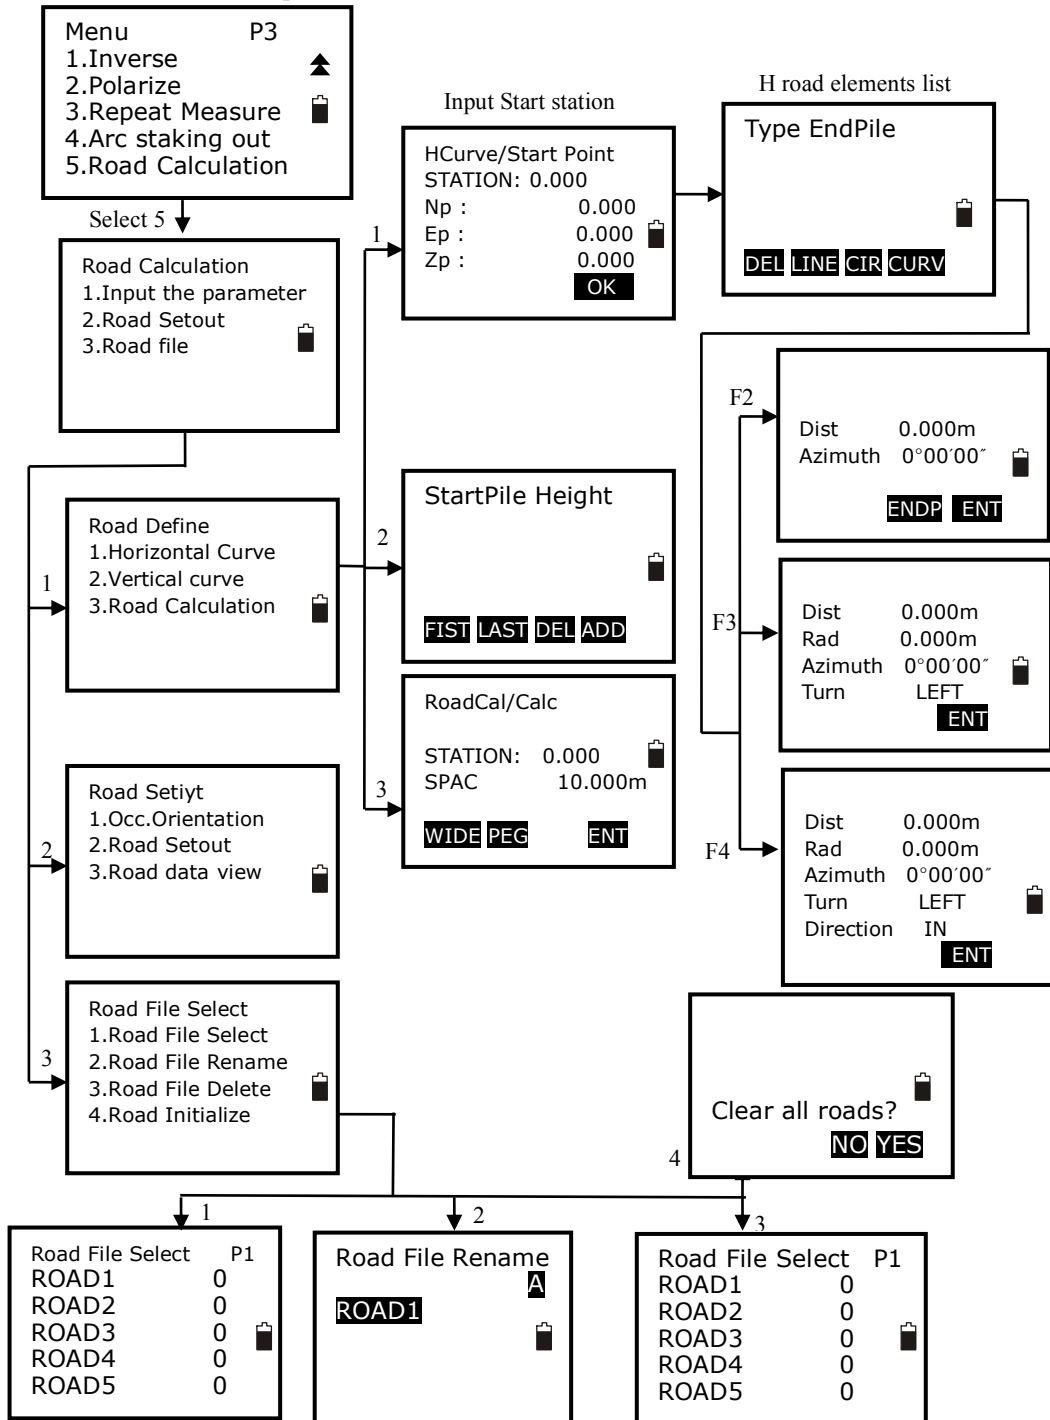 Menu P3
1.Inverse
2.Polarize
3.Repeat Measure
4.Arc staking out
5.Road Calculation
Select 5
Road Calculation
1.Input the parameter
2.Road Setout
3.Road file
1
Road Define
1.Horizontal Curve
2.Vertical curve
3.Road Calculation
2
Road Setiyt
1.Occ.Orientation
2.Road Setout
3.Road data view
3
Road File Select
1.Road File Select
2.Road File Rename
3.Road File Delete
4.Road Initialize
Input Start station
1
HCurve/Start Point
STATION: 0.000
Np : 0.000
Ep : 0.000
Zp : 0.000
OK
2
StartPile Height
FIST LAST DEL ADD
3
RoadCal/Calc
STATION: 0.000
SPAC 10.000m
WIDE PEG ENT
H road elements list
Type EndPile
DEL LINE CIR CURV
F2
Dist 0.000m
Azimuth 0°00′00″
ENDP ENT
F3
Dist 0.000m
Rad 0.000m
Azimuth 0°00′00″
Turn LEFT
ENT
F4
Dist 0.000m
Rad 0.000m
Azimuth 0°00′00″
Turn LEFT
Direction IN
ENT
4
Clear all roads?
NO YES
1
Road File Select P1
ROAD1 0
ROAD2 0
ROAD3 0
ROAD4 0
ROAD5 0
2
Road File Rename
A
ROAD1
3
Road File Select P1
ROAD1 0
ROAD2 0
ROAD3 0
ROAD4 0
ROAD5 0